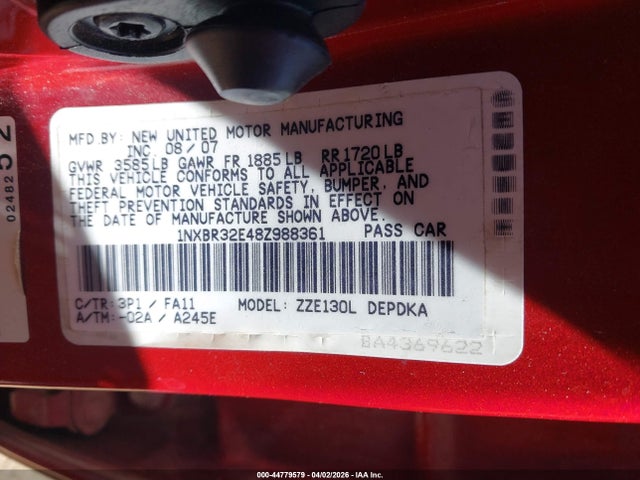 MFD BY: NEW UNITED MOTOR MANUFACTURING
INC. 08/07
GVWR 3585LB GAWR FR 1885LB RR1720LB
THIS VEHICLE CONFORMS TO ALL APPLICABLE
FEDERAL MOTOR VEHICLE SAFETY, BUMPER, AND
THEFT PREVENTION STANDARDS IN EFFECT ON
THE DATE OF MANUFACTURE SHOWN ABOVE.
1NXBR32E48Z988361 PASS CAR
C/TR: 3P1 / FA11 MODEL: ZZE130L DEPDKA
A/TM: -02A / A245E
BA4369622
02482
52
000-44779579 | 04/02/2026 | IAA Inc.